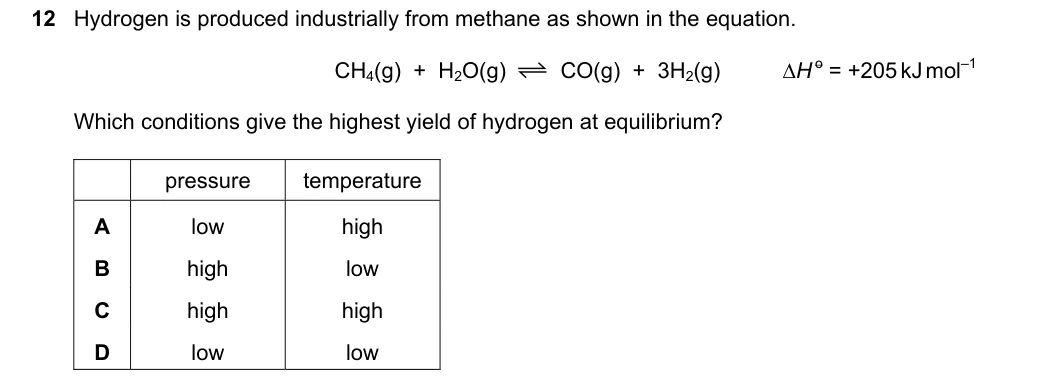 12 Hydrogen is produced industrially from methane as shown in the equation.
CH₄(g) + H₂O(g) ⇌ CO(g) + 3H₂(g) ΔH⦵ = +205 kJ mol⁻¹
Which conditions give the highest yield of hydrogen at equilibrium?
pressure temperature
A low high
B high low
C high high
D low low